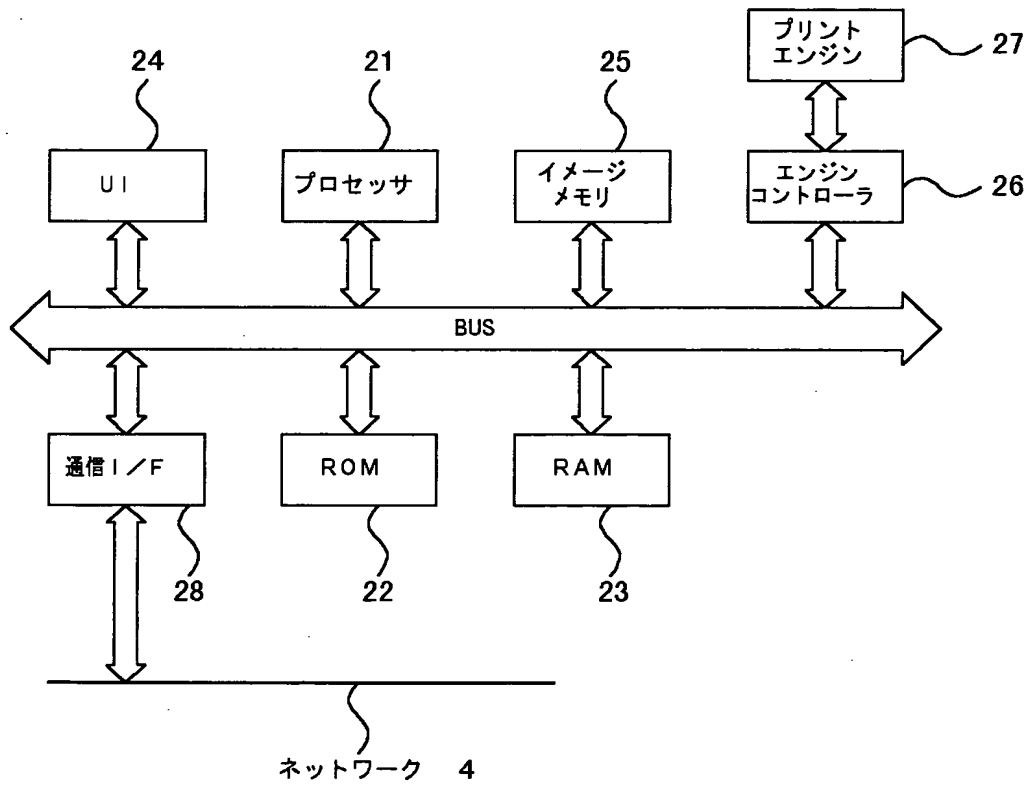 プリント
エンジン
27
24
21
25
UI
プロセッサ
イメージ
メモリ
エンジン
コントローラ
26
BUS
通信I/F
ROM
RAM
28
22
23
ネットワーク 4